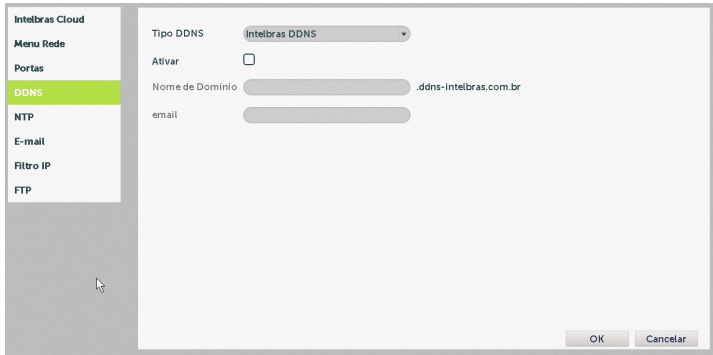 Intelbras Cloud
Menu Rede
Portas
DDNS
NTP
E-mail
Filtro IP
FTP
Tipo DDNS Intelbras DDNS
Ativar
Nome de Domínio .ddns-intelbras.com.br
email
OK Cancelar